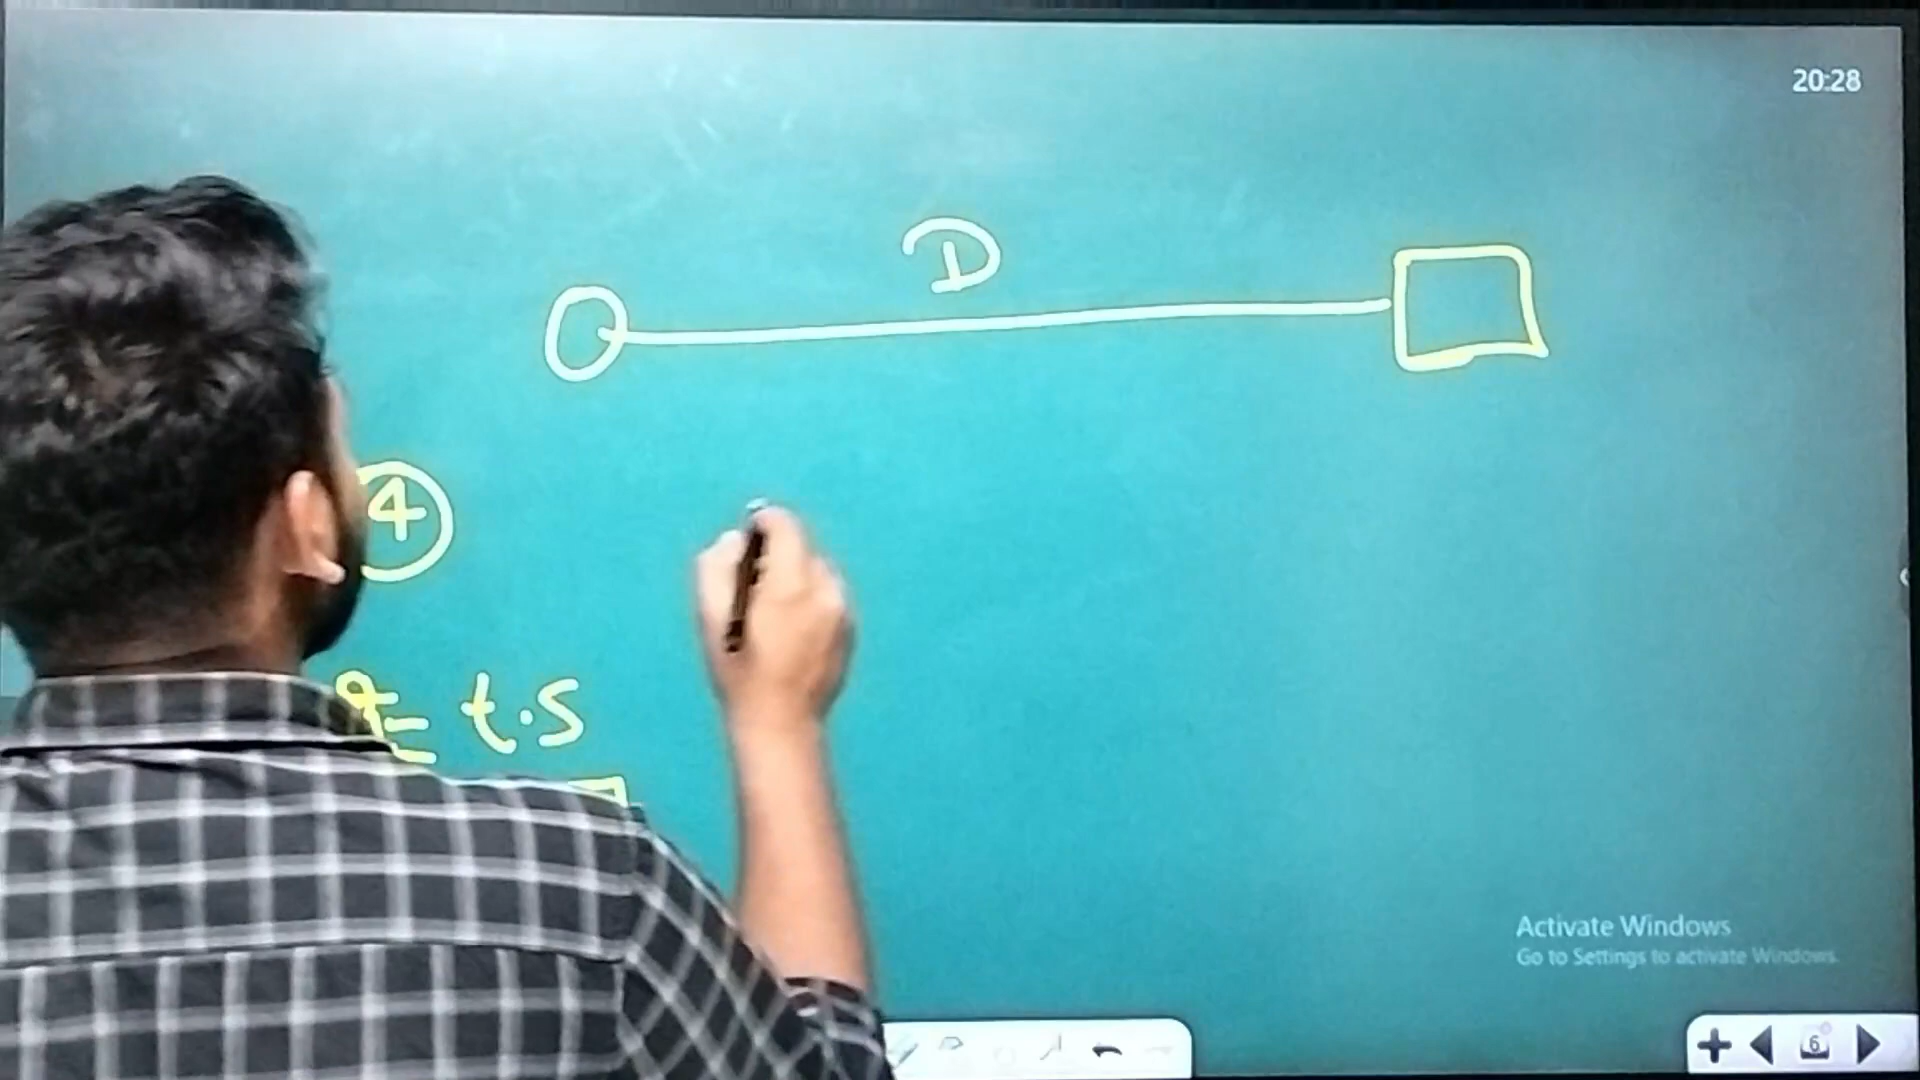 20:28
D
4
= t.s
Activate Windows
Go to Settings to activate Windows.
6